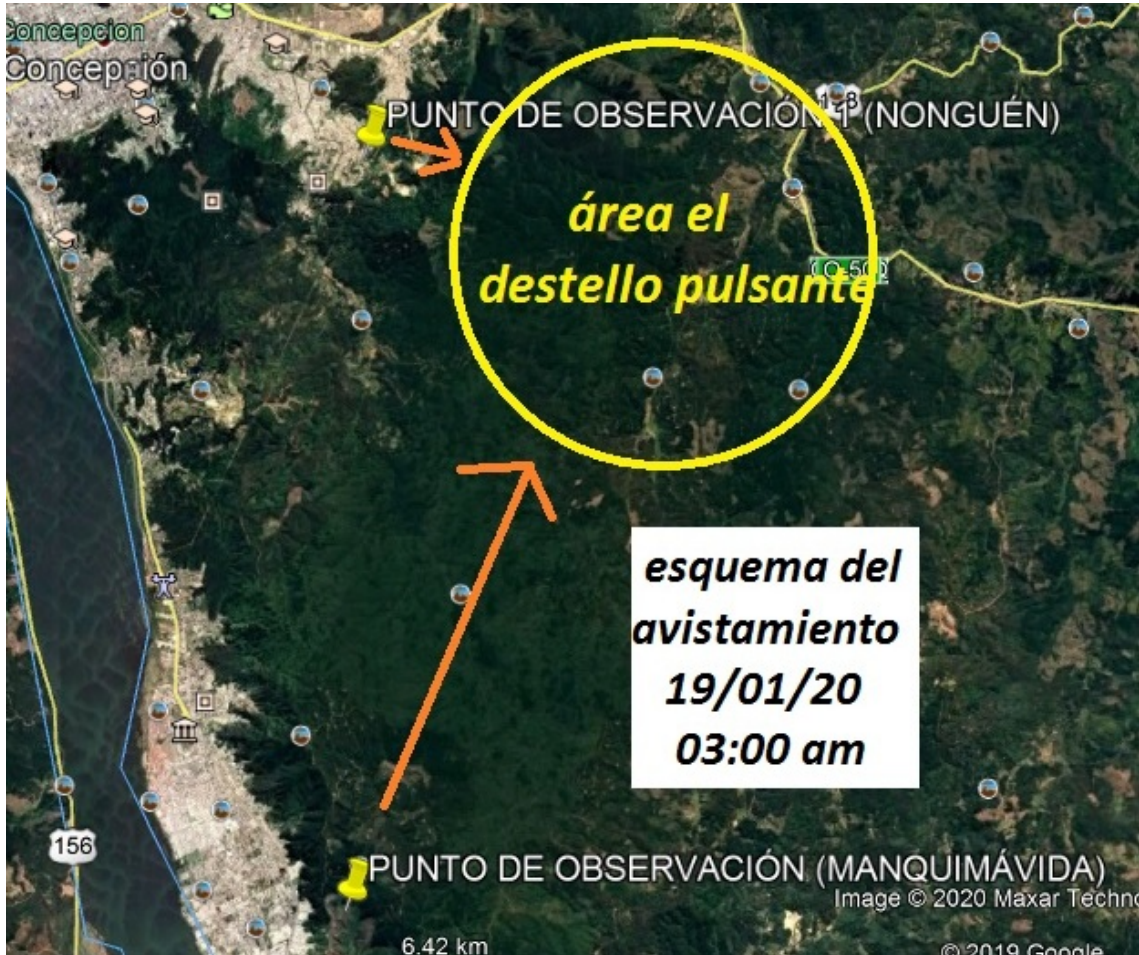 Concepcion
Concepción
PUNTO DE OBSERVACIÓN 1 (NONGUÉN)
área el
destello pulsante
esquema del
avistamiento
19/01/20
03:00 am
156
PUNTO DE OBSERVACIÓN (MANQUIMÁVIDA)
Image © 2020 Maxar Techno
6.42 km
© 2019 Google